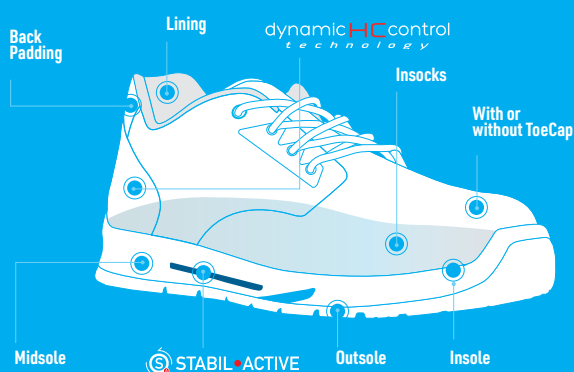 Lining
dynamic HC control
technology
Back
Padding
Insocks
With or
without ToeCap
Midsole
S STABIL•ACTIVE
Outsole
Insole